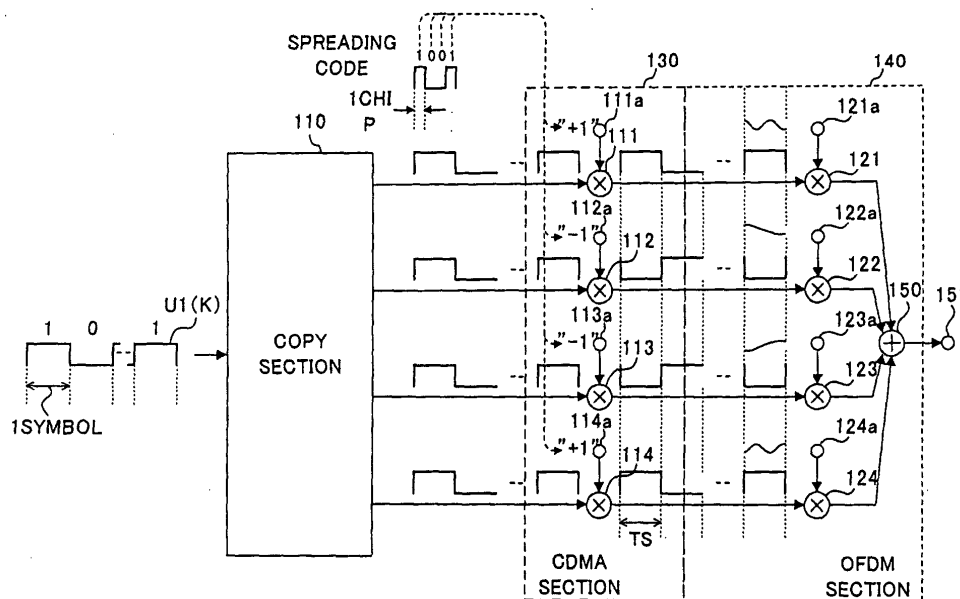 SPREADING
CODE
1001
1CHI
P
110
130
140
"+1"
111a
111
121a
121
"-1"
112a
112
122a
122
150
15
U1(K)
1 0 1
COPY
SECTION
"-1"
113a
113
123a
123
1SYMBOL
"+1"
114a
114
124a
124
TS
CDMA
SECTION
OFDM
SECTION